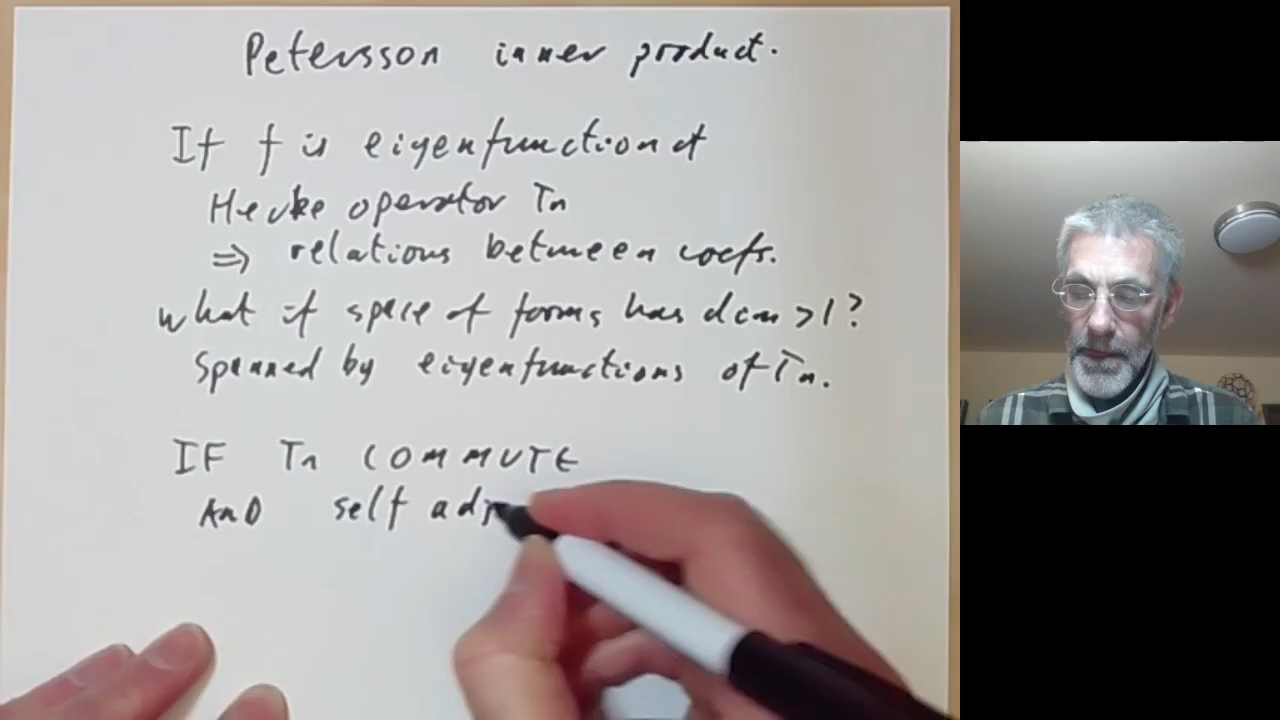 Petersson inner product.
If f is eigenfunction of
Hecke operator Tn
⇒ relations between coefs.
what if space of forms has dim >1?
Spanned by eigenfunctions of Tn.
IF Tn COMMUTE
AND self adj